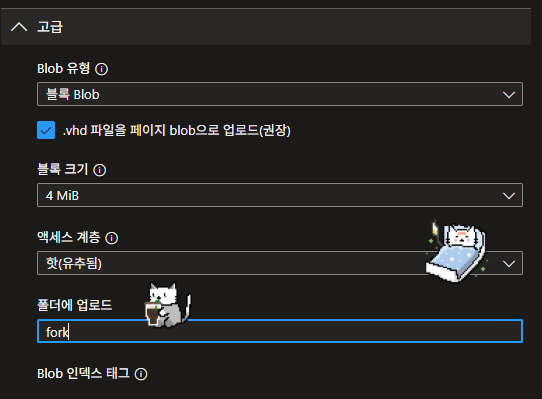 고급
Blob 유형
블록 Blob
.vhd 파일을 페이지 blob으로 업로드(권장)
블록 크기
4 MiB
액세스 계층
핫(유추됨)
폴더에 업로드
fork
Blob 인덱스 태그